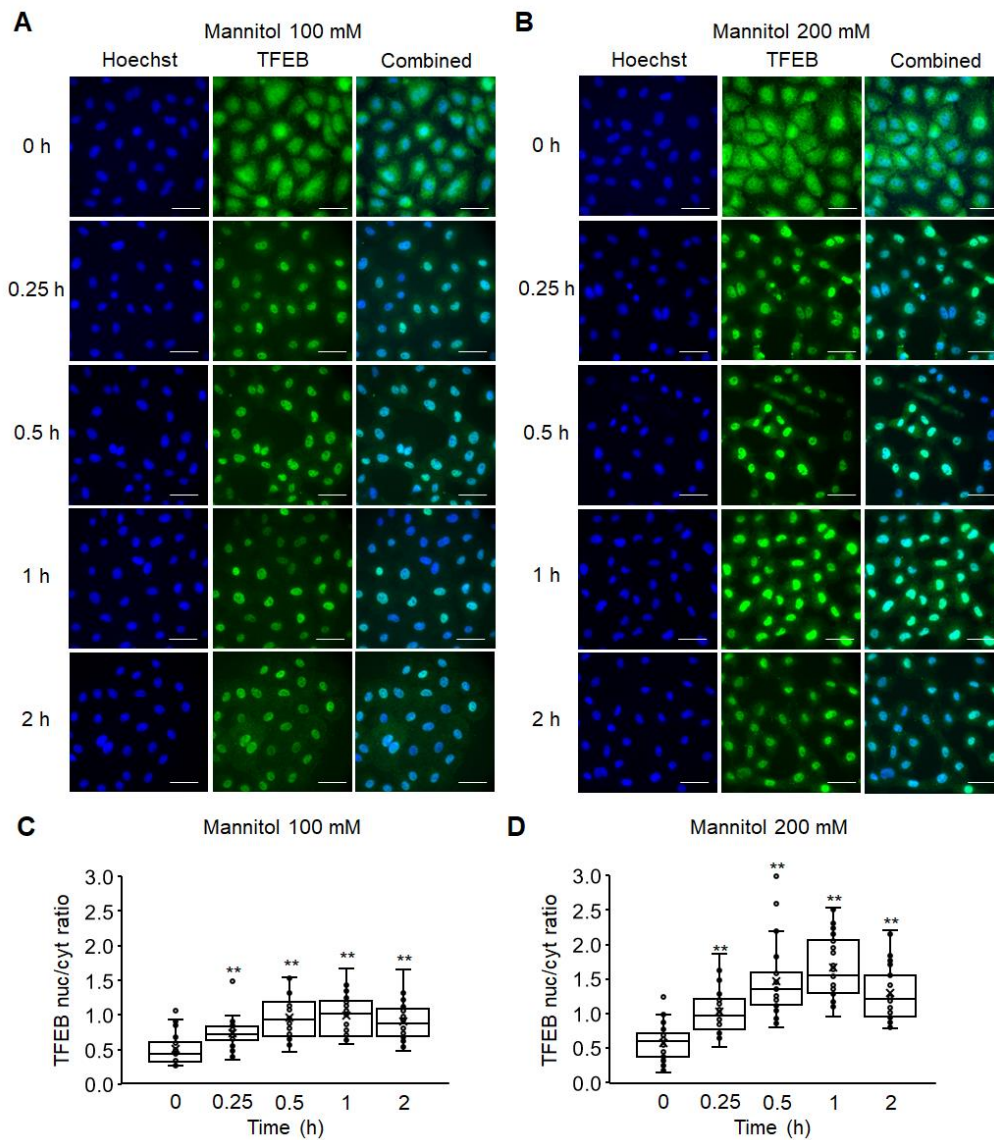 A
Mannitol 100 mM
Hoechst TFEB Combined
0 h
0.25 h
0.5 h
1 h
2 h
B
Mannitol 200 mM
Hoechst TFEB Combined
0 h
0.25 h
0.5 h
1 h
2 h
C
Mannitol 100 mM
TFEB nuc/cyt ratio
3.0
2.5
2.0
1.5
1.0
0.5
0.0
** ** ** **
0 0.25 0.5 1 2
Time (h)
D
Mannitol 200 mM
TFEB nuc/cyt ratio
3.0
2.5
2.0
1.5
1.0
0.5
0.0
** ** ** **
0 0.25 0.5 1 2
Time (h)